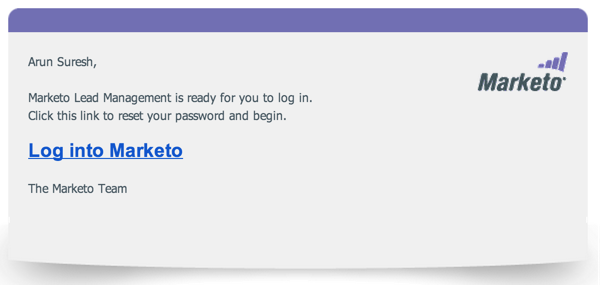 Arun Suresh,
Marketo
Marketo Lead Management is ready for you to log in.
Click this link to reset your password and begin.
Log into Marketo
The Marketo Team